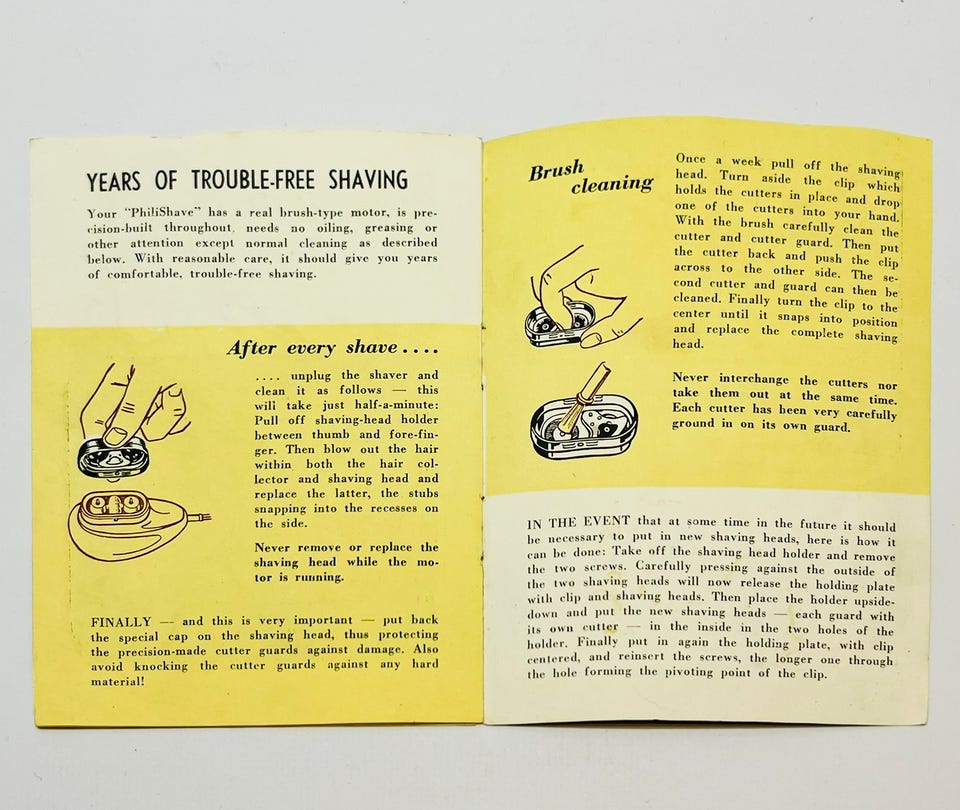 YEARS OF TROUBLE-FREE SHAVING
Your "PhiliShave" has a real brush-type motor, is pre-
cision-built throughout, needs no oiling, greasing or
other attention except normal cleaning as described
below. With reasonable care, it should give you years
of comfortable, trouble-free shaving.
After every shave . . . .
. . . . unplug the shaver and
clean it as follows — this
will take just half-a-minute:
Pull off shaving-head holder
between thumb and fore-fin-
ger. Then blow out the hair
within both the hair col-
lector and shaving head and
replace the latter, the stubs
snapping into the recesses on
the side.
Never remove or replace the
shaving head while the mo-
tor is running.
FINALLY — and this is very important — put back
the special cap on the shaving head, thus protecting
the precision-made cutter guards against damage. Also
avoid knocking the cutter guards against any hard
material!
Brush
cleaning
Once a week pull off the shaving
head. Turn aside the clip which
holds the cutters in place and drop
one of the cutters into your hand.
With the brush carefully clean the
cutter and cutter guard. Then put
the cutter back and push the clip
across to the other side. The se-
cond cutter and guard can then be
cleaned. Finally turn the clip to the
center until it snaps into position
and replace the complete shaving
head.
Never interchange the cutters nor
take them out at the same time.
Each cutter has been very carefully
ground in on its own guard.
IN THE EVENT that at some time in the future it should
be necessary to put in new shaving heads, here is how it
can be done: Take off the shaving head holder and remove
the two screws. Carefully pressing against the outside of
the two shaving heads will now release the holding plate
with clip and shaving heads. Then place the holder upside-
down and put the new shaving heads — each guard with
its own cutter — in the inside in the two holes of the
holder. Finally put in again the holding plate, with clip
centered, and reinsert the screws, the longer one through
the hole forming the pivoting point of the clip.